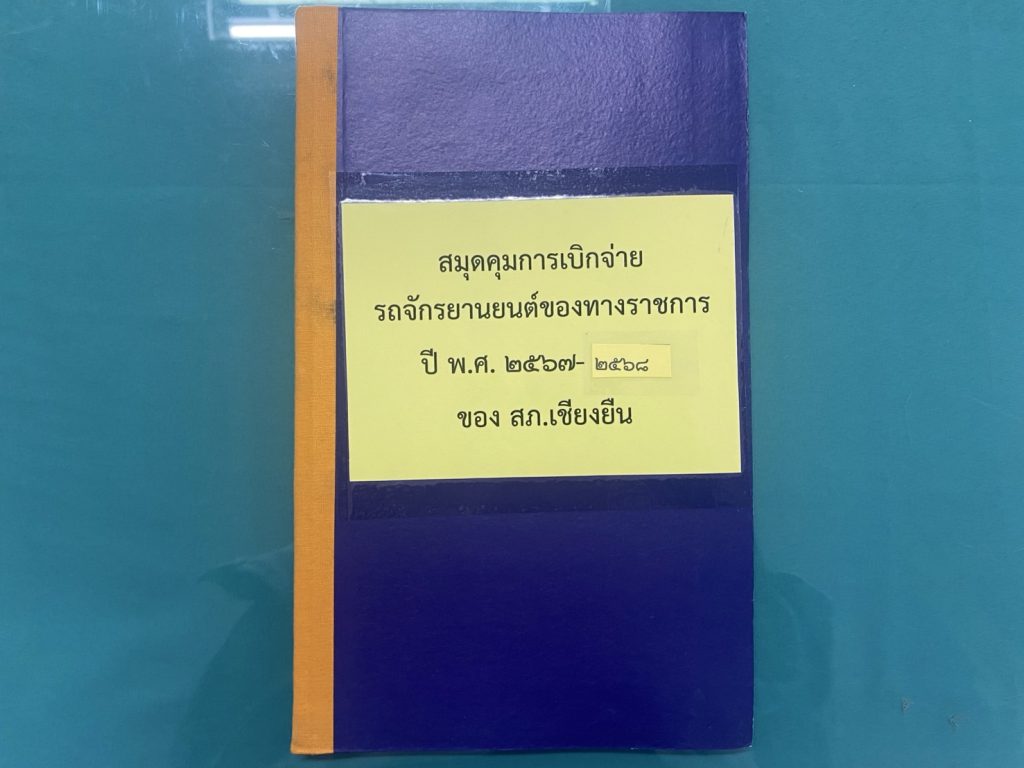 สมุดคุมการเบิกจ่าย
รถจักรยานยนต์ของทางราชการ
ปี พ.ศ. ๒๕๖๗- ๒๕๖๘
ของ สภ.เชียงยืน